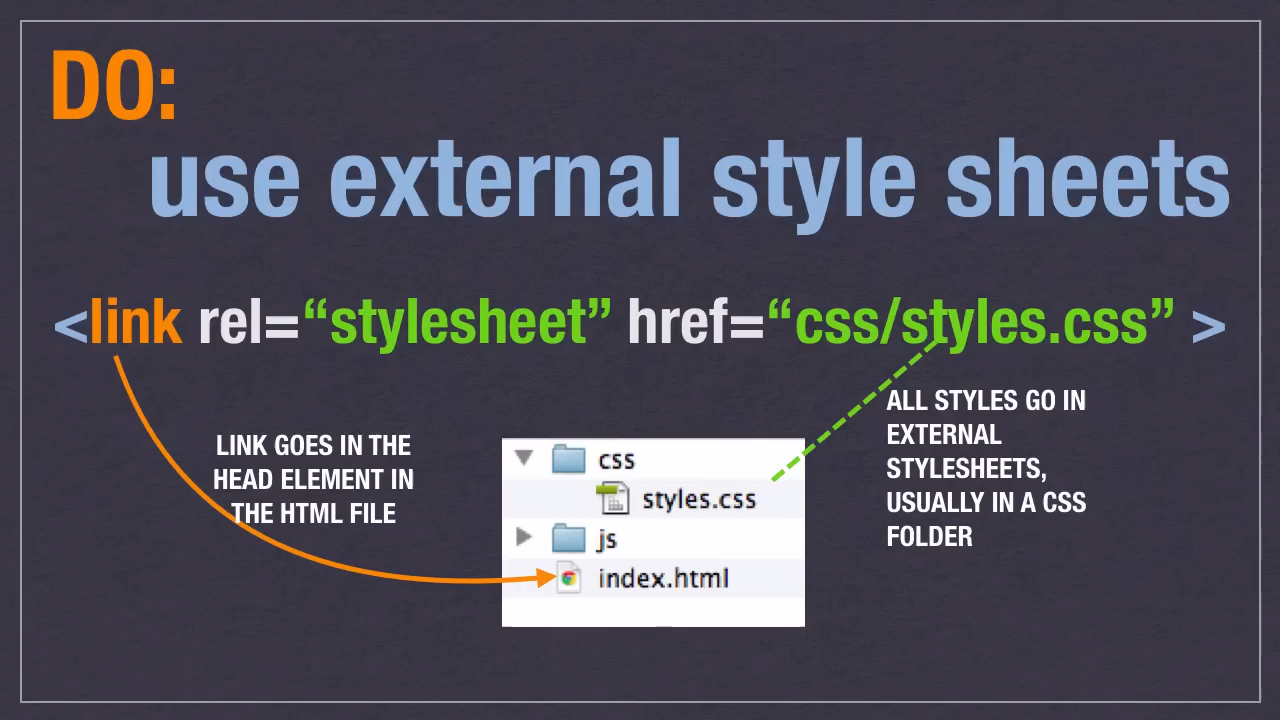 DO:
use external style sheets
<link rel=“stylesheet” href=“css/styles.css” >
LINK GOES IN THE
HEAD ELEMENT IN
THE HTML FILE
css
styles.css
js
index.html
ALL STYLES GO IN
EXTERNAL
STYLESHEETS,
USUALLY IN A CSS
FOLDER